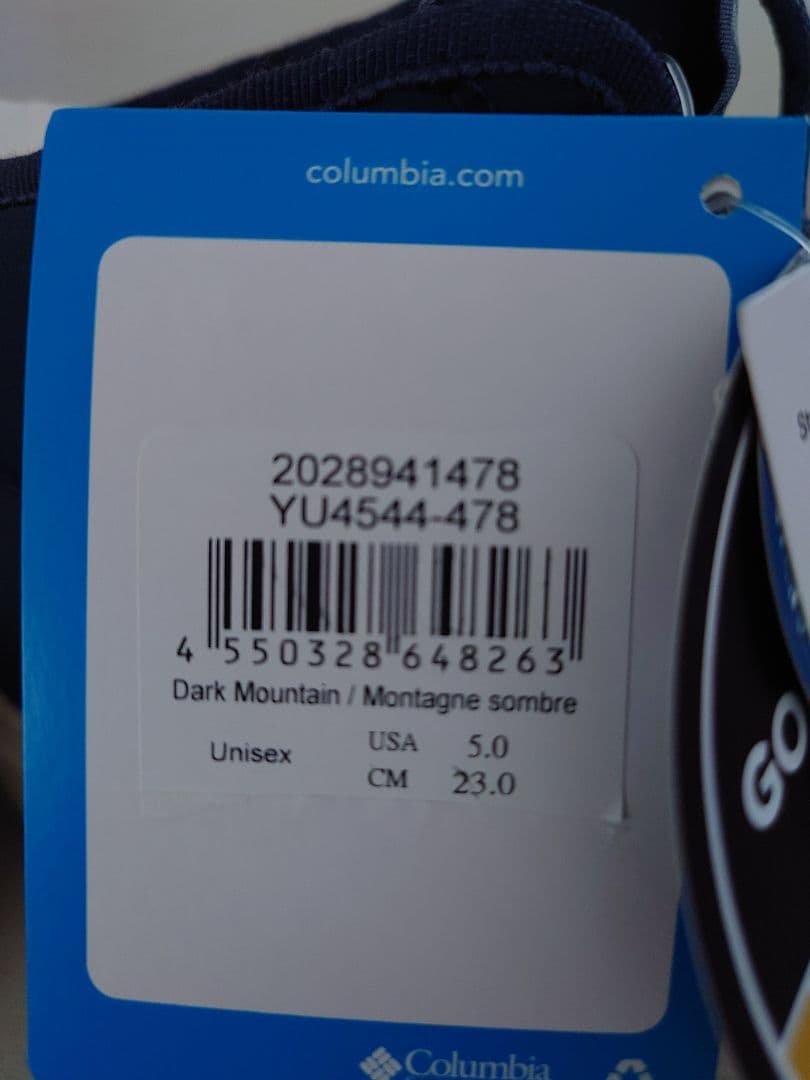 columbia.com
2028941478
YU4544-478
4 550328 648263
Dark Mountain / Montagne sombre
Unisex
USA 5.0
CM 23.0
GO
Columbia